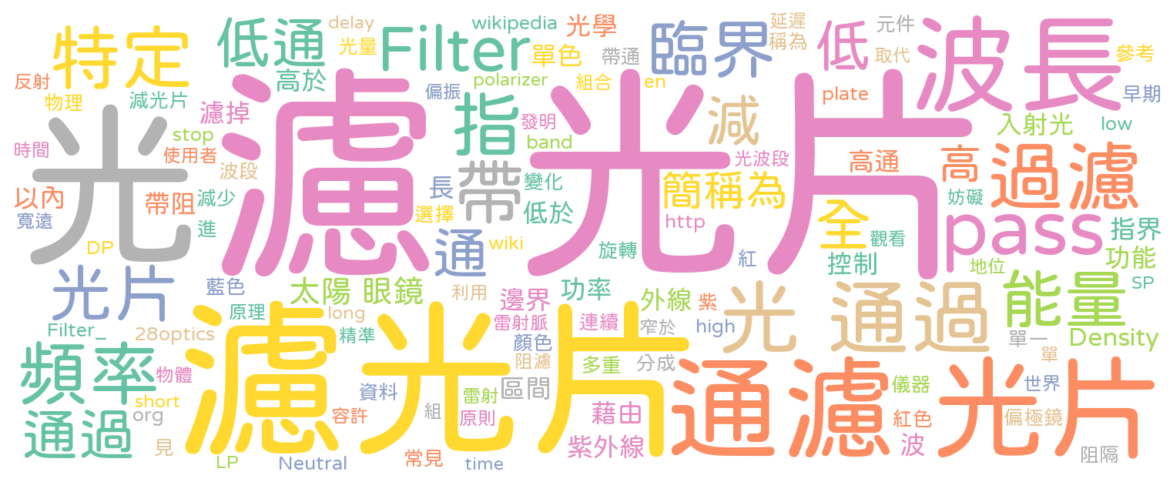 delay
wikipedia
光學
延遲
元件
特定
低通
Filter
光量
單色
帶通
稱為
臨界
低
取代
波長
參考
反射
高於
polarizer
組合
en
物理
減光片
偏振
plate
早期
濾掉
濾光片
指
減
入射光
low
stop
發明
時間
使用者
光
band
光波段
高通
高
過濾
波段
以內
帶阻
減少
長
帶
變化
簡稱為
妨礙
寬遠
進
選擇
低於
http
全
pass
指界
DP
通
wiki
旋轉
紅
觀看
控制
功能
光片
藍色
太陽 眼鏡
利用
邊界
功率
外線
紫
光 通過
地位
能量
SP
Filter_
28optics
原理
long
精準
雷射脈
連續
窄於
high
顏色
單一
Density
頻率
濾光片
阻濾
多重
分成
單
物體
通過
short
org
資料
區間
雷射
通濾 光片
儀器
世界
容許
組
原則
藉由
紅色
偏極鏡
見
LP
Neutral
常見
time
紫外線
波
阻隔